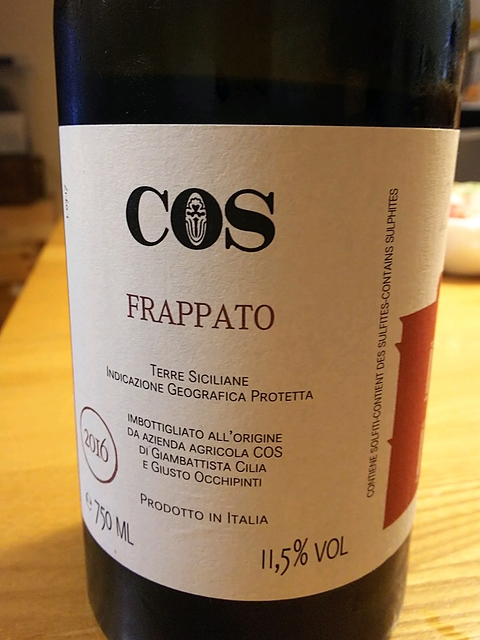 COS
FRAPPATO
TERRE SICILIANE
INDICAZIONE GEOGRAFICA PROTETTA
2016
IMBOTTIGLIATO ALL'ORIGINE
DA AZIENDA AGRICOLA COS
DI GIAMBATTISTA CILIA
E GIUSTO OCCHIPINTI
PRODOTTO IN ITALIA
e 750 ML
11,5% VOL
CONTIENE SOLFITI-CONTIENT DES SULFITES-CONTAINS SULPHITES